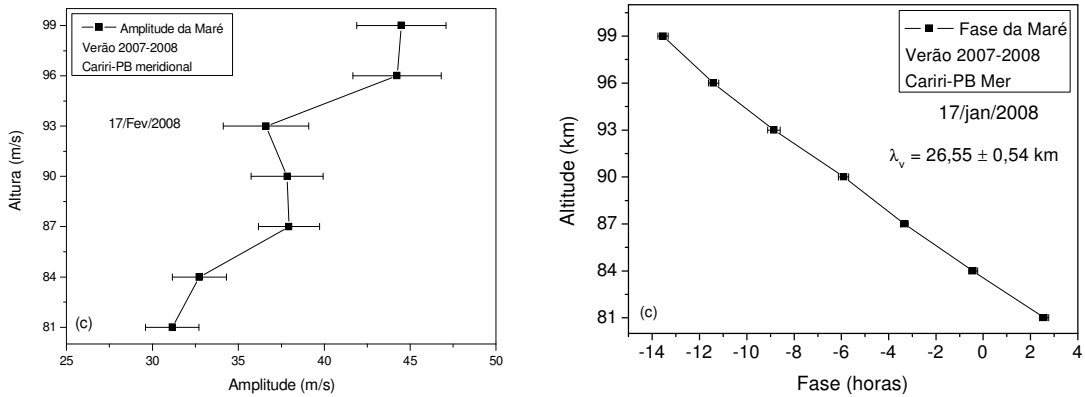 (c)
Amplitude da Maré
Verão 2007-2008
Cariri-PB meridional
17/Fev/2008
Altura (m/s)
99
96
93
90
87
84
81
(c)
25 30 35 40 45 50
Amplitude (m/s)
Fase da Maré
Verão 2007-2008
Cariri-PB Mer
17/jan/2008
λv = 26,55 ± 0,54 km
Altitude (km)
99
96
93
90
87
84
81
(c)
-14 -12 -10 -8 -6 -4 -2 0 2 4
Fase (horas)